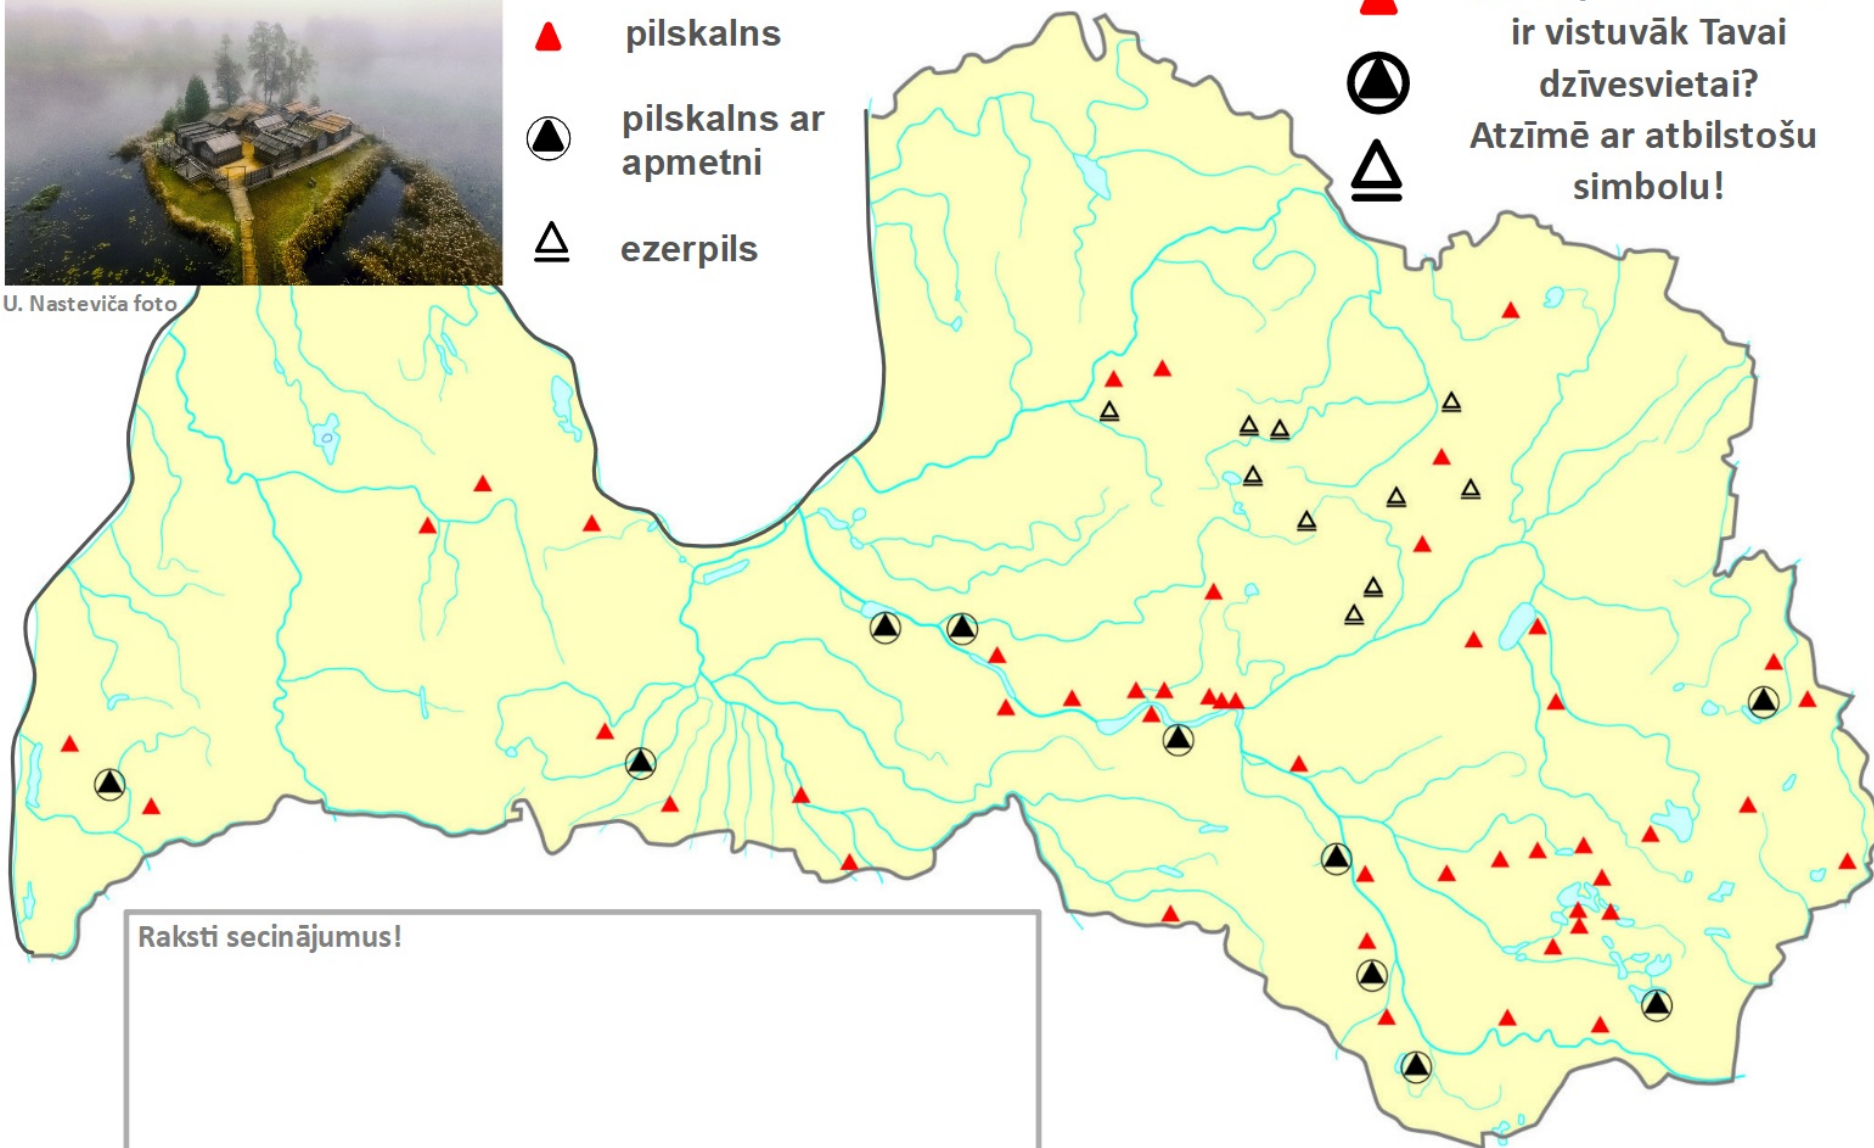 pilskalns
pilskalns ar
apmetni
ezerpils
U. Nasteviča foto
ir vistuvāk Tavai
dzīvesvietai?
Atzīmē ar atbilstošu
simbolu!
Raksti secinājumus!